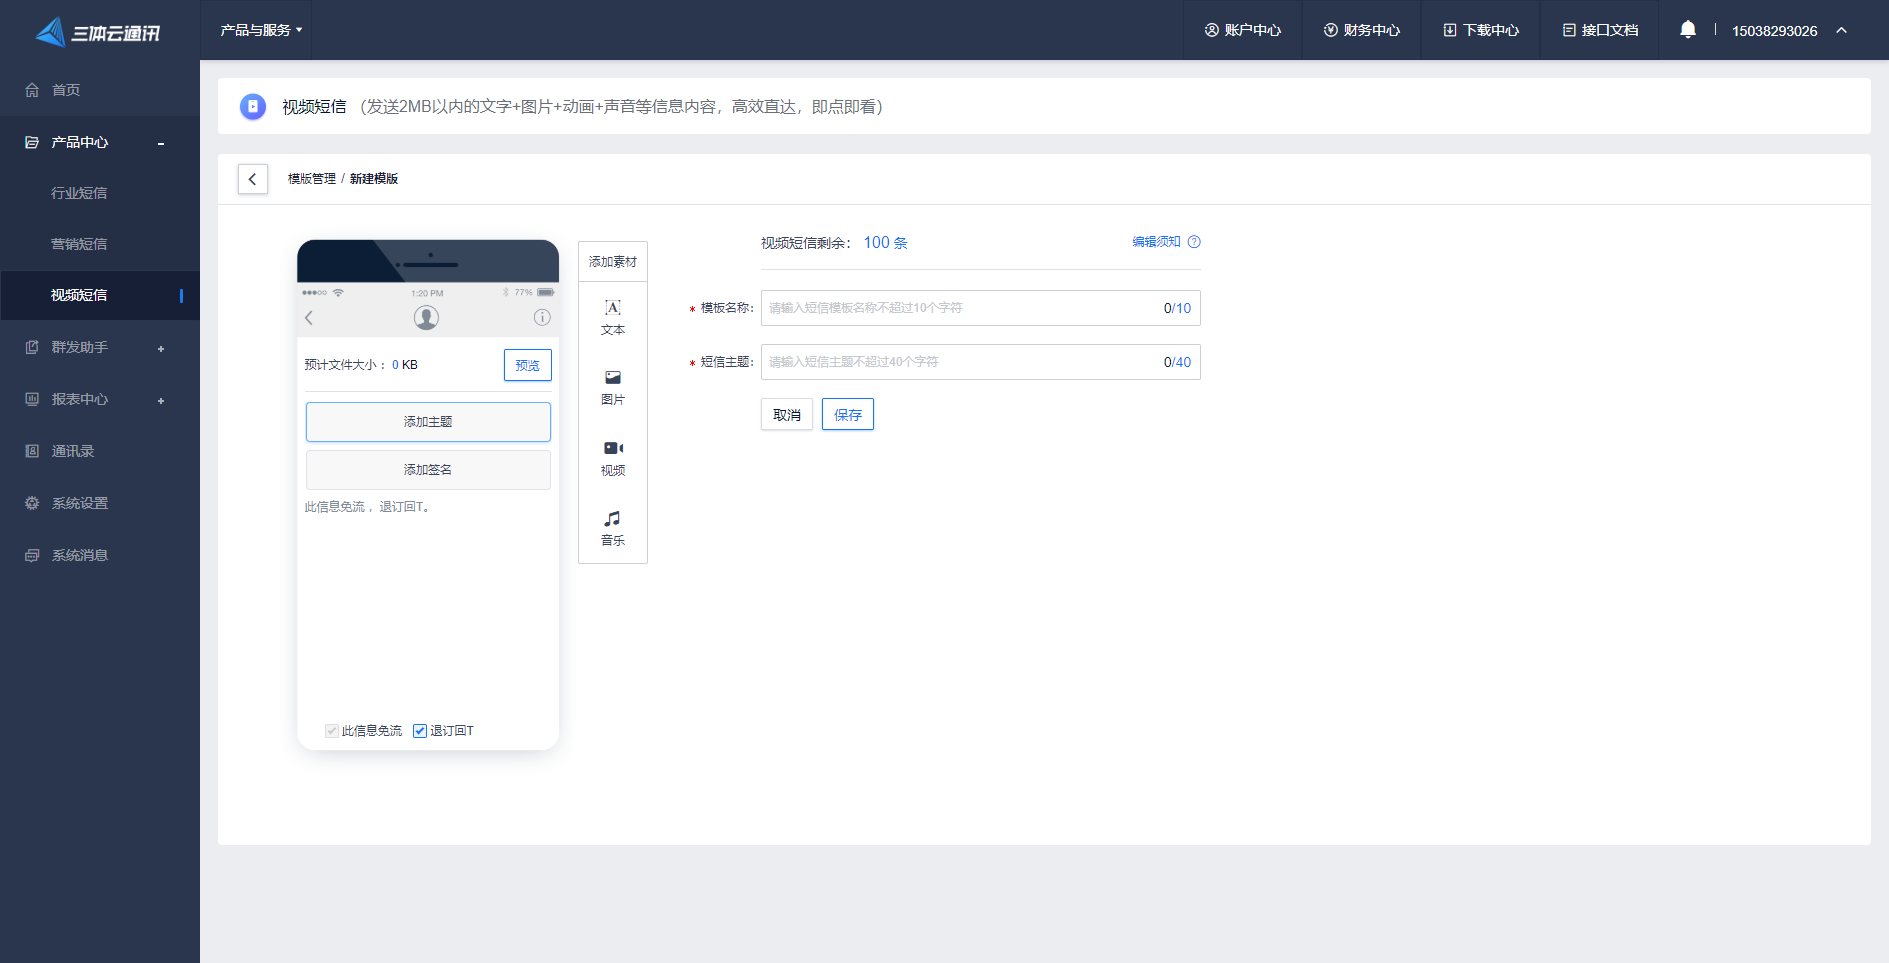 三体云通讯
产品与服务
账户中心
财务中心
下载中心
接口文档
15038293026
首页
产品中心
行业短信
营销短信
视频短信
群发助手
报表中心
通讯录
系统设置
系统消息
视频短信 （发送2MB以内的文字+图片+动画+声音等信息内容，高效直达，即点即看）
模版管理 / 新建模版
1:20 PM
77%
预计文件大小： 0 KB
预览
添加主题
添加签名
此信息免流， 退订回T。
此信息免流
退订回T
添加素材
文本
图片
视频
音乐
视频短信剩余： 100 条
编辑须知
* 模板名称： 请输入短信模板名称不超过10个字符 0/10
* 短信主题： 请输入短信主题不超过40个字符 0/40
取消
保存